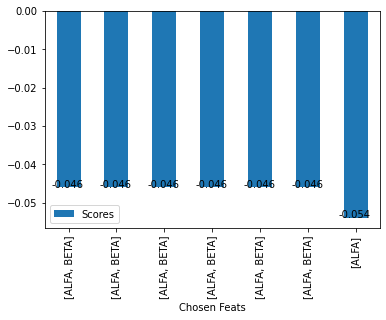 0.00
−0.01
−0.02
−0.03
−0.04
−0.05
-0.046
-0.046
-0.046
-0.046
-0.046
-0.046
-0.054
Scores
[ALFA, BETA]
[ALFA, BETA]
[ALFA, BETA]
[ALFA, BETA]
[ALFA, BETA]
[ALFA, BETA]
[ALFA]
Chosen Feats